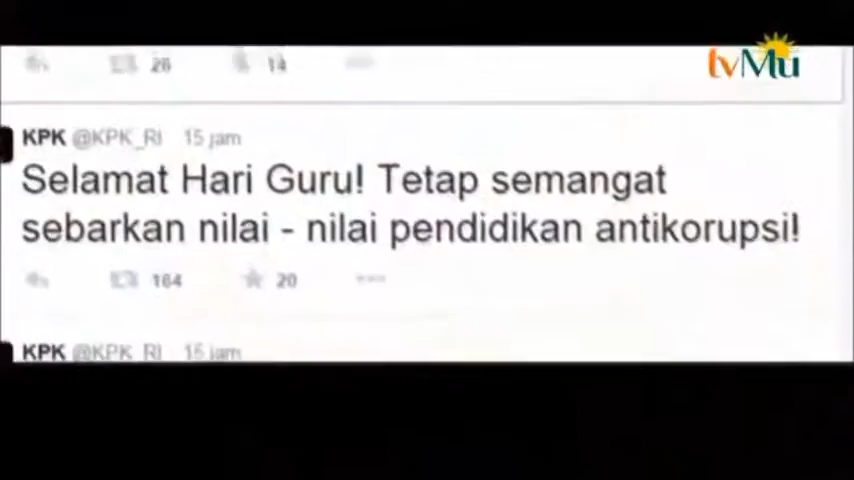 tvMu
26 14
KPK @KPK_RI 15 jam
Selamat Hari Guru! Tetap semangat
sebarkan nilai - nilai pendidikan antikorupsi!
164 20
KPK @KPK_RI 15 jam